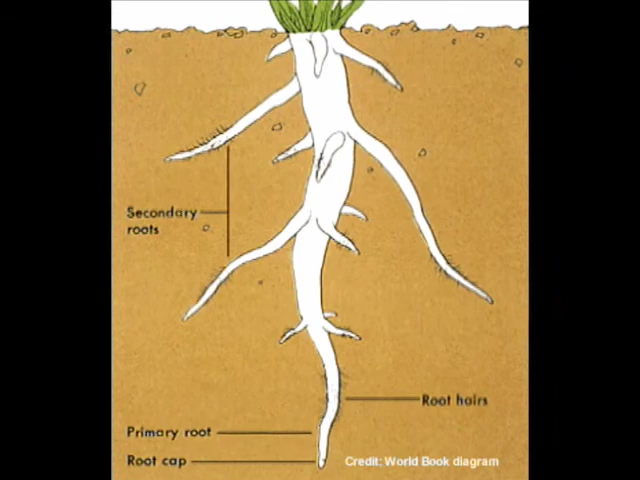 Secondary
roots
Root hairs
Primary root
Root cap
Credit: World Book diagram